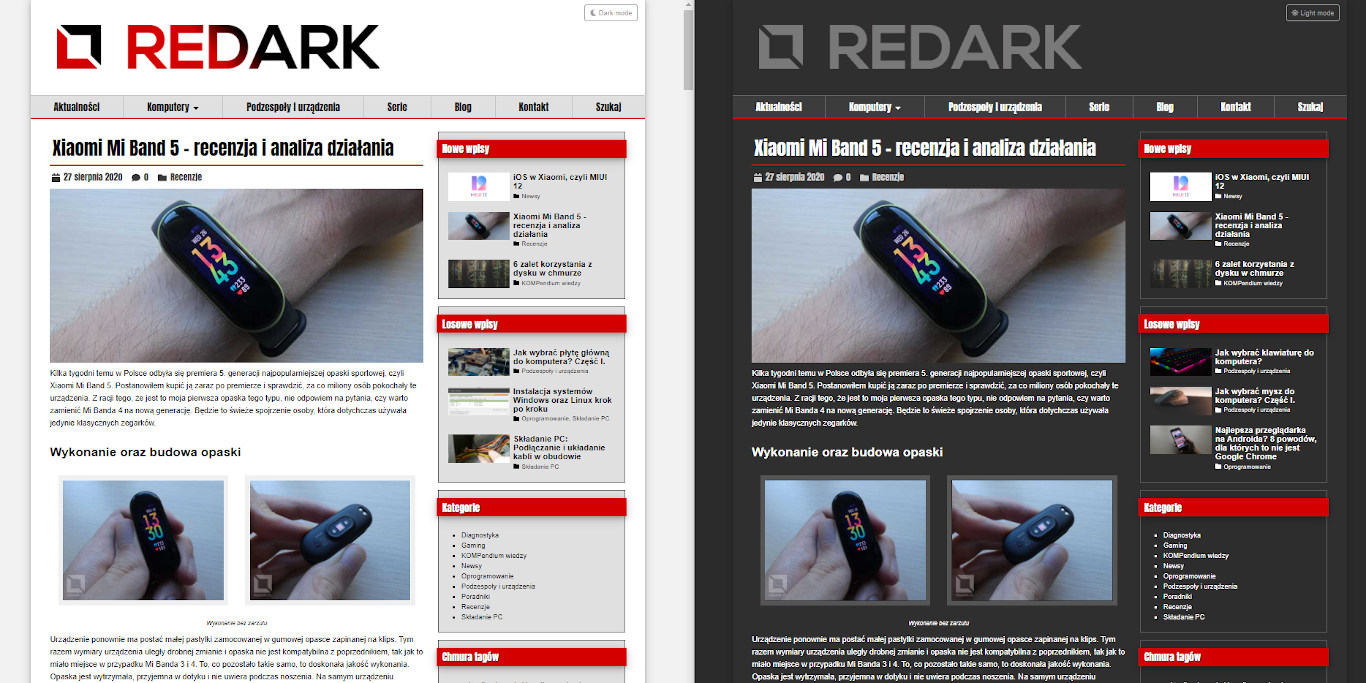 Dark mode
REDARK
Aktualności Komputery Podzespoły i urządzenia Serie Blog Kontakt Szukaj
Xiaomi Mi Band 5 - recenzja i analiza działania
27 sierpnia 2020 0 Recenzje
Kilka tygodni temu w Polsce odbyła się premiera 5. generacji najpopularniejszej opaski sportowej, czyli
Xiaomi Mi Band 5. Postanowiłem kupić ją zaraz po premierze i sprawdzić, za co miliony osób pokochały te
urządzenia. Z racji tego, że jest to moja pierwsza opaska tego typu, nie odpowiem na pytania, czy warto
zamienić Mi Banda 4 na nową generację. Będzie to świeże spojrzenie osoby, która dotychczas używała
jedynie klasycznych zegarków.
Wykonanie oraz budowa opaski
Wykonanie bez zarzutu
Urządzenie ponownie ma postać małej pastylki zamocowanej w gumowej opasce zapinanej na klips. Tym
razem wymiary urządzenia uległy drobnej zmianie i opaska nie jest kompatybilna z poprzednikiem, tak jak to
miało miejsce w przypadku Mi Banda 3 i 4. To, co pozostało takie samo, to doskonała jakość wykonania.
Opaska jest wytrzymała, przyjemna w dotyku i nie uwiera podczas noszenia. Na samym urządzeniu
Nowe wpisy
iOS w Xiaomi, czyli MIUI
12
Newsy
Xiaomi Mi Band 5 -
recenzja i analiza
działania
Recenzje
6 zalet korzystania z
dysku w chmurze
KOMPendium wiedzy
Losowe wpisy
Jak wybrać płytę główną
do komputera? Część I.
Podzespoły i urządzenia
Instalacja systemów
Windows oraz Linux krok
po kroku
Oprogramowanie, Składanie PC
Składanie PC:
Podłączanie i układanie
kabli w obudowie
Składanie PC
Kategorie
Diagnostyka
Gaming
KOMPendium wiedzy
Newsy
Oprogramowanie
Podzespoły i urządzenia
Poradniki
Recenzje
Składanie PC
Chmura tagów
Light mode
REDARK
Aktualności Komputery Podzespoły i urządzenia Serie Blog Kontakt Szukaj
Xiaomi Mi Band 5 - recenzja i analiza działania
27 sierpnia 2020 0 Recenzje
Kilka tygodni temu w Polsce odbyła się premiera 5. generacji najpopularniejszej opaski sportowej, czyli
Xiaomi Mi Band 5. Postanowiłem kupić ją zaraz po premierze i sprawdzić, za co miliony osób pokochały te
urządzenia. Z racji tego, że jest to moja pierwsza opaska tego typu, nie odpowiem na pytania, czy warto
zamienić Mi Banda 4 na nową generację. Będzie to świeże spojrzenie osoby, która dotychczas używała
jedynie klasycznych zegarków.
Wykonanie oraz budowa opaski
Wykonanie bez zarzutu
Urządzenie ponownie ma postać małej pastylki zamocowanej w gumowej opasce zapinanej na klips. Tym
razem wymiary urządzenia uległy drobnej zmianie i opaska nie jest kompatybilna z poprzednikiem, tak jak to
miało miejsce w przypadku Mi Banda 3 i 4. To, co pozostało takie samo, to doskonała jakość wykonania.
Opaska jest wytrzymała, przyjemna w dotyku i nie uwiera podczas noszenia. Na samym urządzeniu
Nowe wpisy
iOS w Xiaomi, czyli MIUI
12
Newsy
Xiaomi Mi Band 5 -
recenzja i analiza
działania
Recenzje
6 zalet korzystania z
dysku w chmurze
KOMPendium wiedzy
Losowe wpisy
Jak wybrać klawiaturę do
komputera?
Podzespoły i urządzenia
Jak wybrać mysz do
komputera? Część I.
Podzespoły i urządzenia
Najlepsza przeglądarka
na Androida? 8 powodów,
dla których to nie jest
Google Chrome
Oprogramowanie
Kategorie
Diagnostyka
Gaming
KOMPendium wiedzy
Newsy
Oprogramowanie
Podzespoły i urządzenia
Poradniki
Recenzje
Składanie PC
Chmura tagów